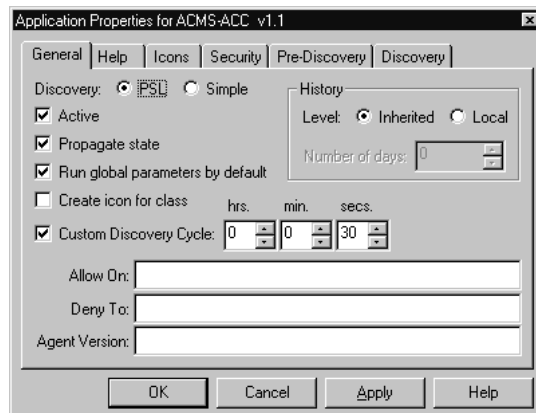 Application Properties for ACMS-ACC v1.1
General Help Icons Security Pre-Discovery Discovery
Discovery: PSL Simple
History
Active
Level: Inherited Local
Propagate state
Number of days: 0
Run global parameters by default
Create icon for class
hrs. min. secs.
Custom Discovery Cycle: 0 0 30
Allow On:
Deny To:
Agent Version:
OK Cancel Apply Help